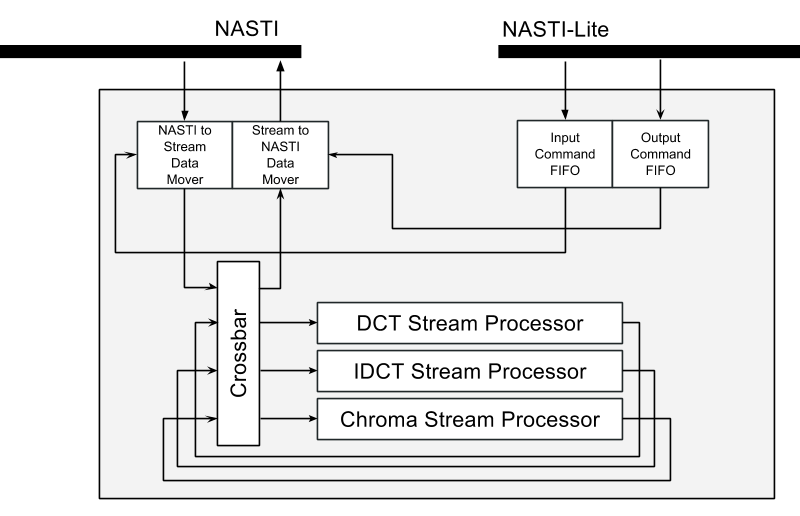 NASTI
NASTI-Lite
NASTI to
Stream
Data
Mover
Stream to
NASTI
Data
Mover
Input
Command
FIFO
Output
Command
FIFO
Crossbar
DCT Stream Processor
IDCT Stream Processor
Chroma Stream Processor